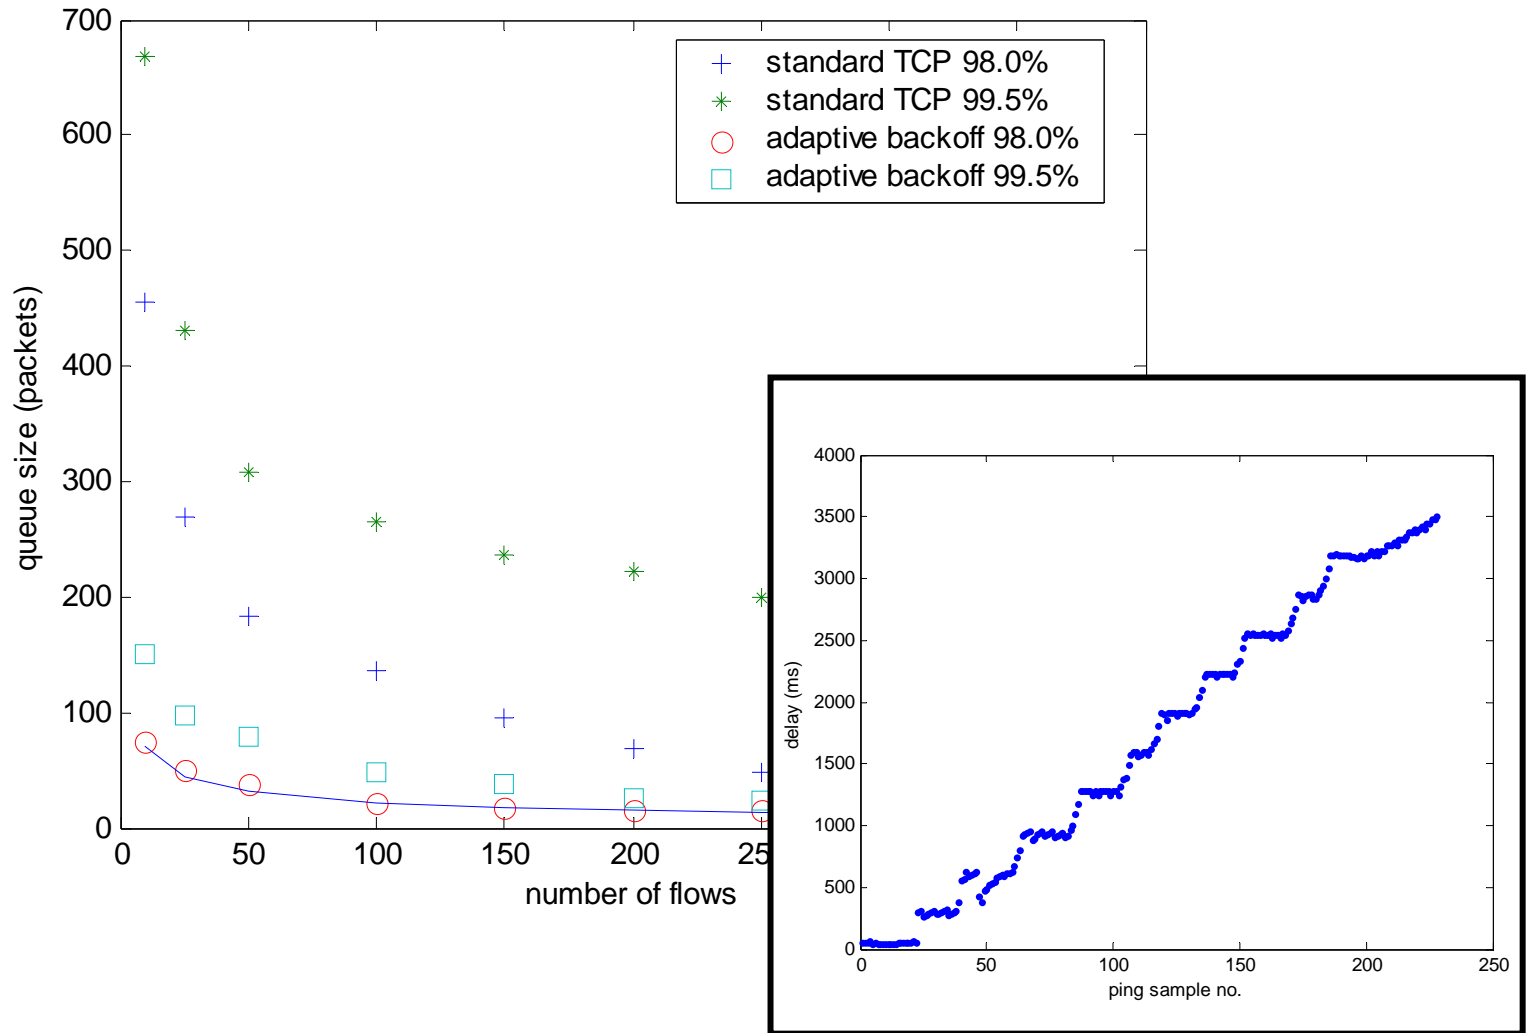 700
600
500
400
300
200
100
0
queue size (packets)
standard TCP 98.0%
standard TCP 99.5%
adaptive backoff 98.0%
adaptive backoff 99.5%
0 50 100 150 200 25
number of flows
4000
3500
3000
2500
2000
1500
1000
500
0
delay (ms)
0 50 100 150 200 250
ping sample no.